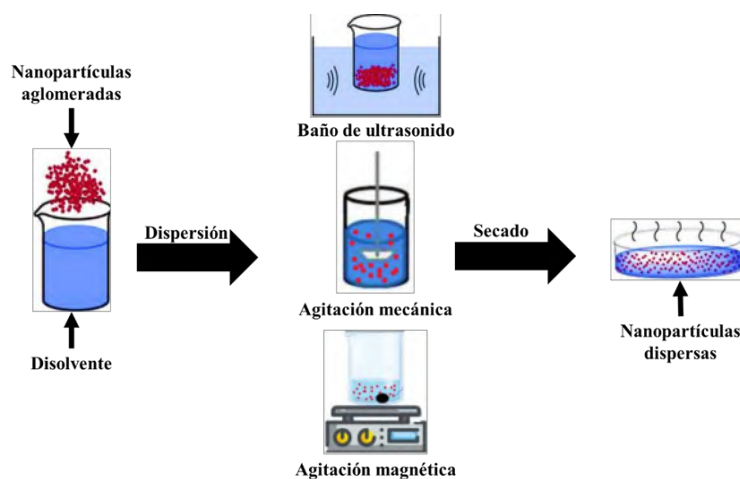 Nanopartículas
aglomeradas
Disolvente
Dispersión
Baño de ultrasonido
Agitación mecánica
Agitación magnética
Secado
Nanopartículas
dispersas